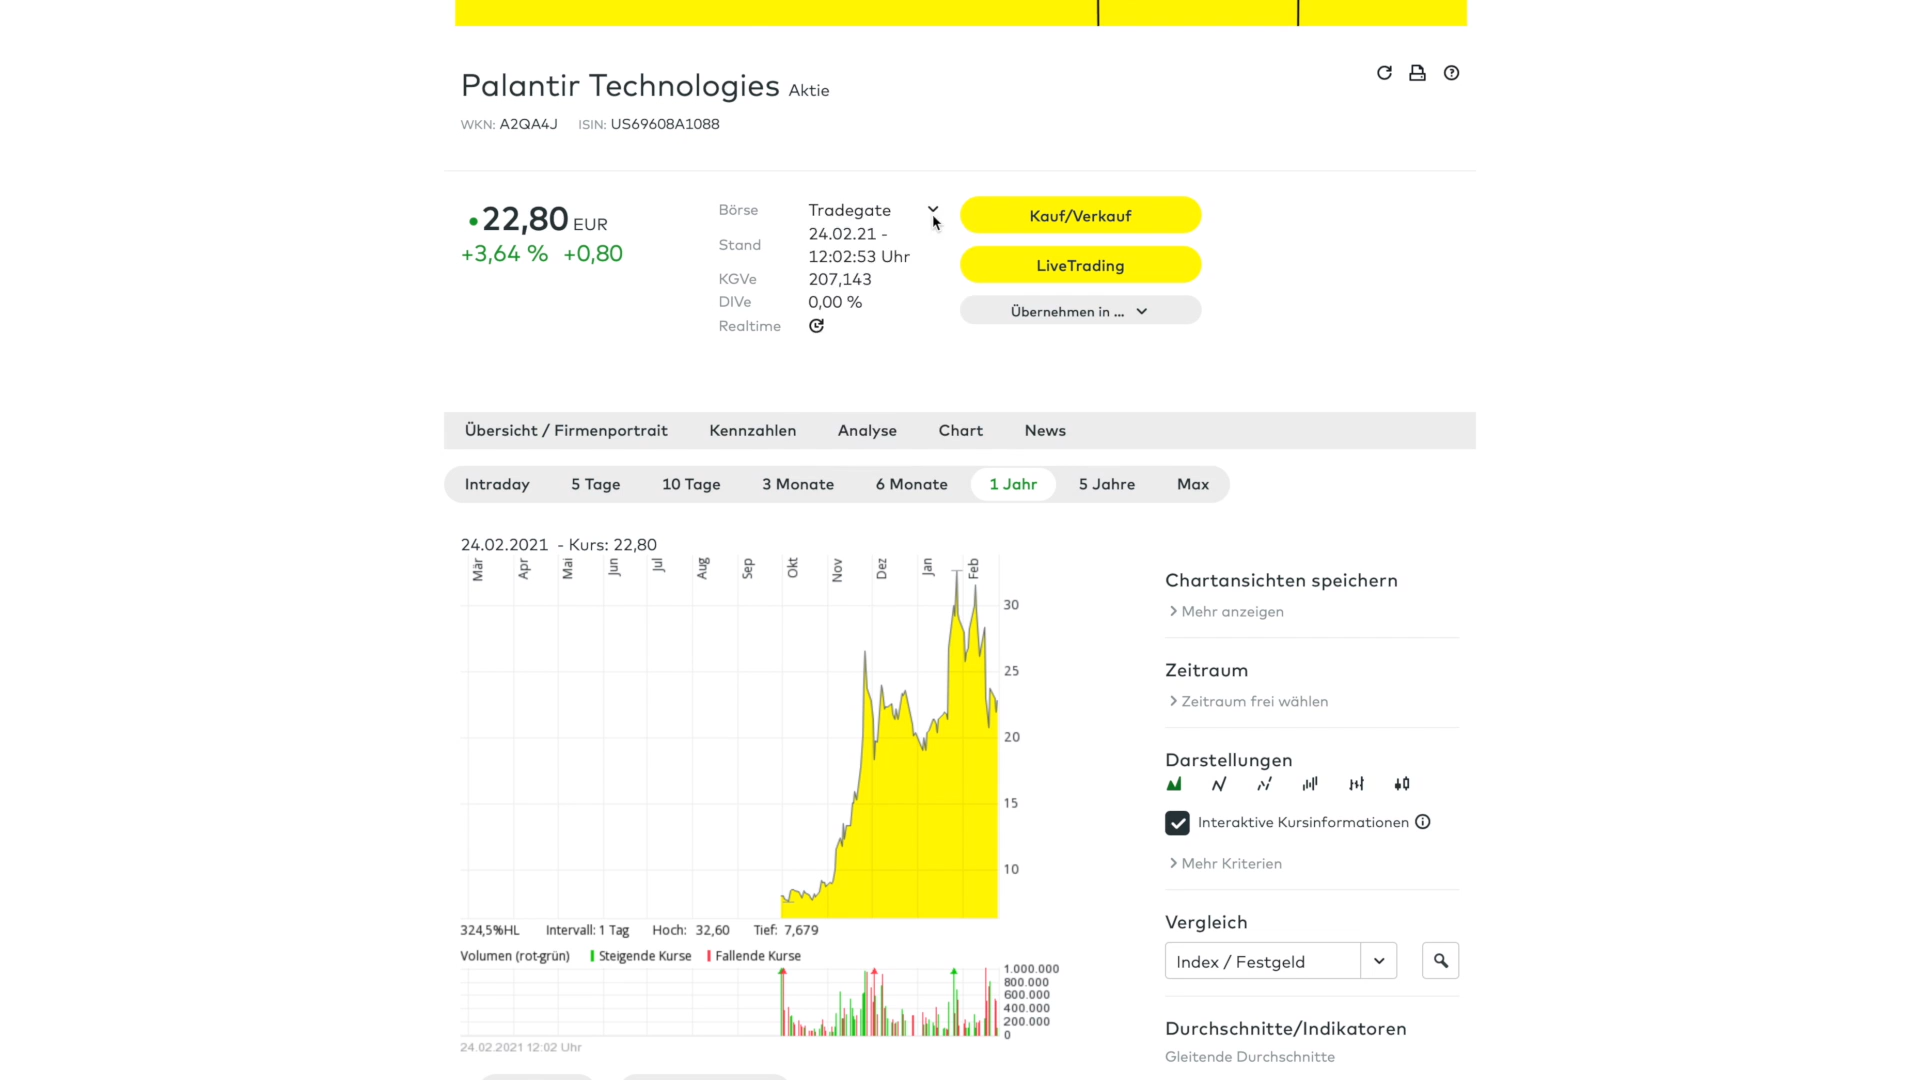 Palantir Technologies Aktie
WKN: A2QA4J ISIN: US69608A1088
22,80 EUR
+3,64 % +0,80
Börse Tradegate
Stand 24.02.21 -
12:02:53 Uhr
KGVe 207,143
DIVe 0,00 %
Realtime
Kauf/Verkauf
LiveTrading
Übernehmen in ...
Übersicht / Firmenportrait Kennzahlen Analyse Chart News
Intraday 5 Tage 10 Tage 3 Monate 6 Monate 1 Jahr 5 Jahre Max
24.02.2021 - Kurs: 22,80
Mär Apr Mai Jun Jul Aug Sep Okt Nov Dez Jan Feb
30
25
20
15
10
324,5%HL Intervall: 1 Tag Hoch: 32,60 Tief: 7,679
Volumen (rot-grün) Steigende Kurse Fallende Kurse
1.000.000
800.000
600.000
400.000
200.000
0
24.02.2021 12:02 Uhr
Chartansichten speichern
Mehr anzeigen
Zeitraum
Zeitraum frei wählen
Darstellungen
Interaktive Kursinformationen
Mehr Kriterien
Vergleich
Index / Festgeld
Durchschnitte/Indikatoren
Gleitende Durchschnitte